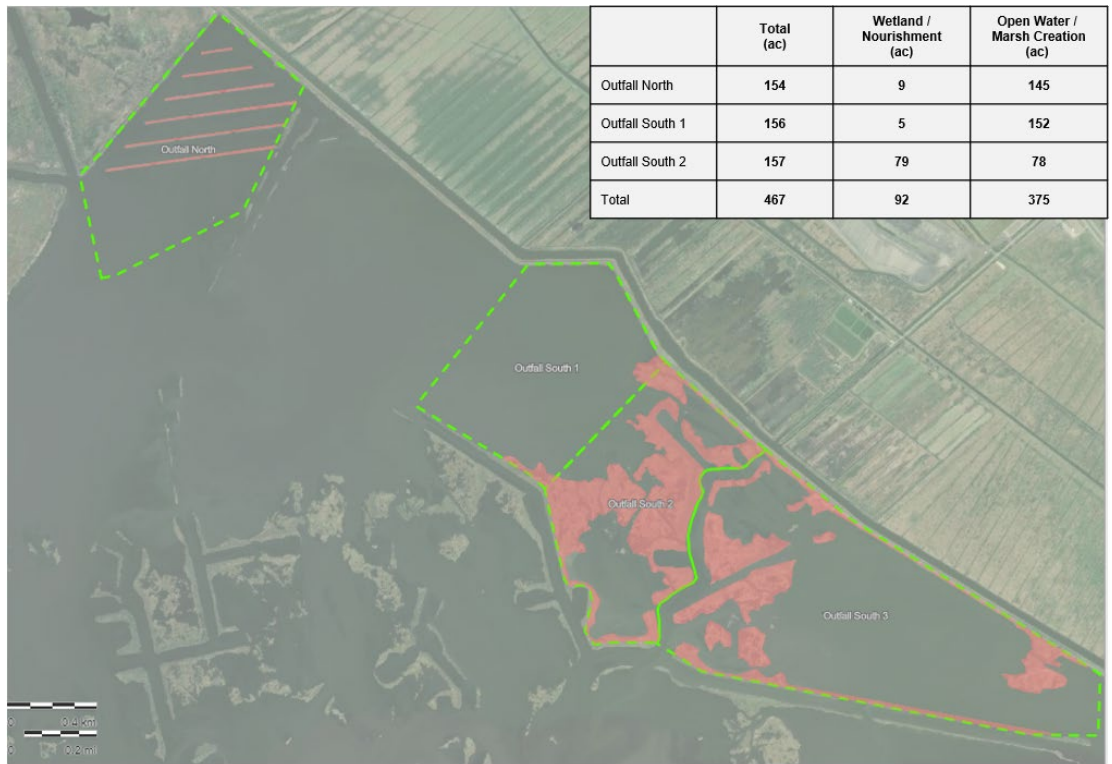 Total
(ac)
Wetland /
Nourishment
(ac)
Open Water /
Marsh Creation
(ac)
Outfall North 154 9 145
Outfall South 1 156 5 152
Outfall South 2 157 79 78
Total 467 92 375
Outfall North
Outfall South 1
Outfall South 2
Outfall South 3
0 0.4 km
0 0.2 mi